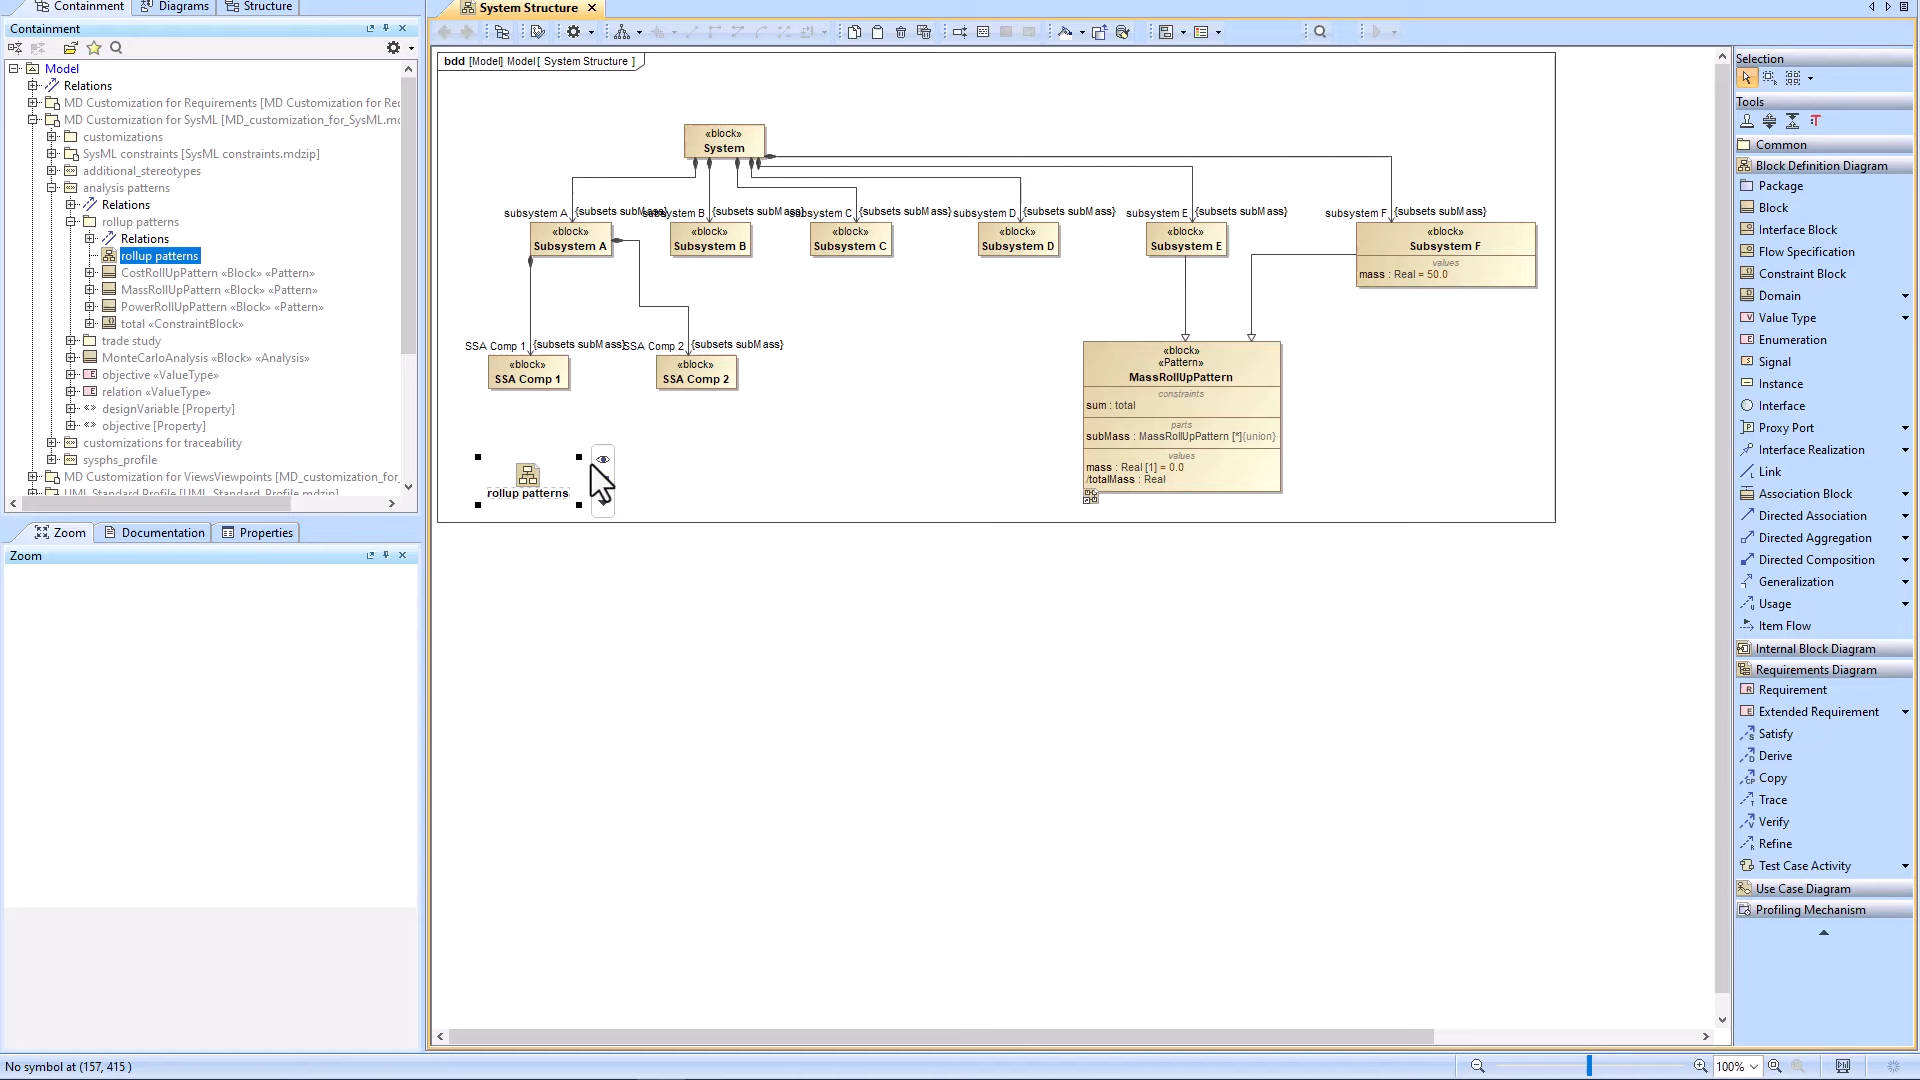 Containment
Diagrams
Structure
System Structure
Containment
Model
Relations
MD Customization for Requirements [MD Customization for Rec
MD Customization for SysML [MD_customization_for_SysML.mc
customizations
SysML constraints [SysML constraints.mdzip]
additional_stereotypes
analysis patterns
Relations
rollup patterns
Relations
rollup patterns
CostRollUpPattern «Block» «Pattern»
MassRollUpPattern «Block» «Pattern»
PowerRollUpPattern «Block» «Pattern»
total «ConstraintBlock»
trade study
MonteCarloAnalysis «Block» «Analysis»
objective «ValueType»
relation «ValueType»
designVariable [Property]
objective [Property]
customizations for traceability
sysphs_profile
MD Customization for ViewsViewpoints [MD_customization_for
UML Standard Profile [UML_Standard_Profile.mdzip]
Zoom
Documentation
Properties
Zoom
bdd [Model] Model [ System Structure ]
«block»
System
subsystem A {subsets subMass}
subsystem B {subsets subMass}
subsystem C {subsets subMass}
subsystem D {subsets subMass}
subsystem E {subsets subMass}
subsystem F {subsets subMass}
«block»
Subsystem A
«block»
Subsystem B
«block»
Subsystem C
«block»
Subsystem D
«block»
Subsystem E
«block»
Subsystem F
values
mass : Real = 50.0
SSA Comp 1 {subsets subMass}
SSA Comp 2 {subsets subMass}
«block»
SSA Comp 1
«block»
SSA Comp 2
«block»
«Pattern»
MassRollUpPattern
constraints
sum : total
parts
subMass : MassRollUpPattern [*]{union}
values
mass : Real [1] = 0.0
/totalMass : Real
rollup patterns
Selection
Tools
Common
Block Definition Diagram
Package
Block
Interface Block
Flow Specification
Constraint Block
Domain
Value Type
Enumeration
Signal
Instance
Interface
Proxy Port
Interface Realization
Link
Association Block
Directed Association
Directed Aggregation
Directed Composition
Generalization
Usage
Item Flow
Internal Block Diagram
Requirements Diagram
Requirement
Extended Requirement
Satisfy
Derive
Copy
Trace
Verify
Refine
Test Case Activity
Use Case Diagram
Profiling Mechanism
No symbol at (157, 415 )
100%